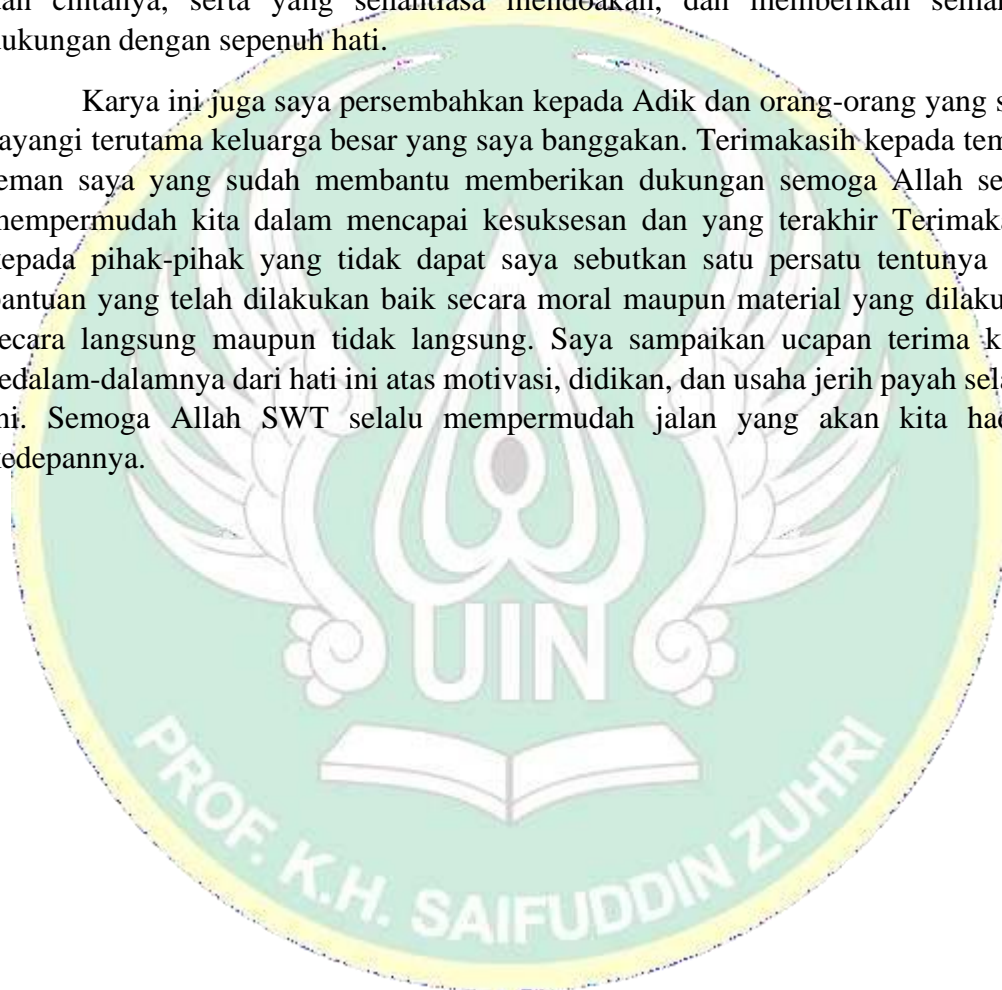 dan cintanya, serta yang senantiasa mendoakan, dan memberikan
dukungan dengan sepenuh hati.
Karya ini juga saya persembahkan kepada Adik dan orang-orang yang
sayangi terutama keluarga besar yang saya banggakan. Terimakasih kepada
teman saya yang sudah membantu memberikan dukungan semoga Allah
mempermudah kita dalam mencapai kesuksesan dan yang terakhir
kepada pihak-pihak yang tidak dapat saya sebutkan satu persatu tentunya
bantuan yang telah dilakukan baik secara moral maupun material yang
secara langsung maupun tidak langsung. Saya sampaikan ucapan terima
sedalam-dalamnya dari hati ini atas motivasi, didikan, dan usaha jerih payah
ini. Semoga Allah SWT selalu mempermudah jalan yang akan kita
kedepannya.
UIN
PROF. K.H. SAIFUDDIN ZUHRI